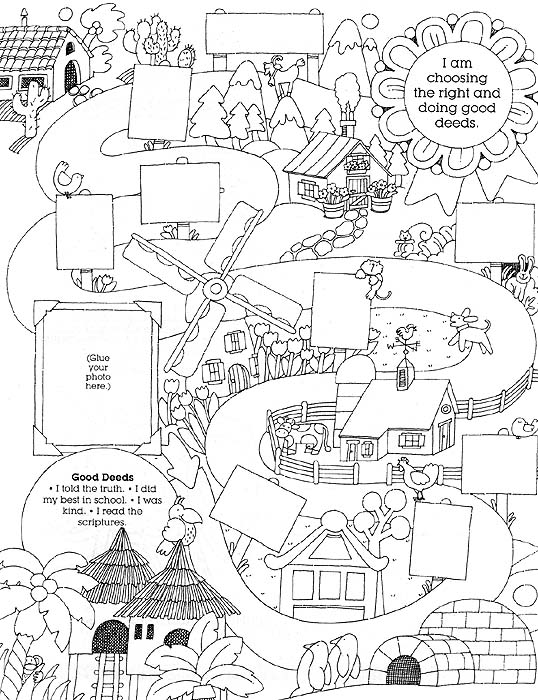 I am
choosing
the right and
doing good
deeds.
(Glue
your
photo
here.)
Good Deeds
• I told the truth. • I did
my best in school. • I was
kind. • I read the
scriptures.